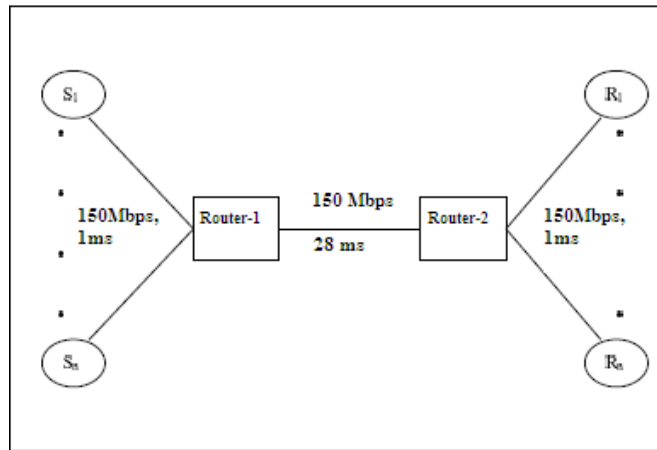 S1
R1
150Mbps,
1ms
Router-1
150 Mbps
28 ms
Router-2
150Mbps,
1ms
Sn
Rn